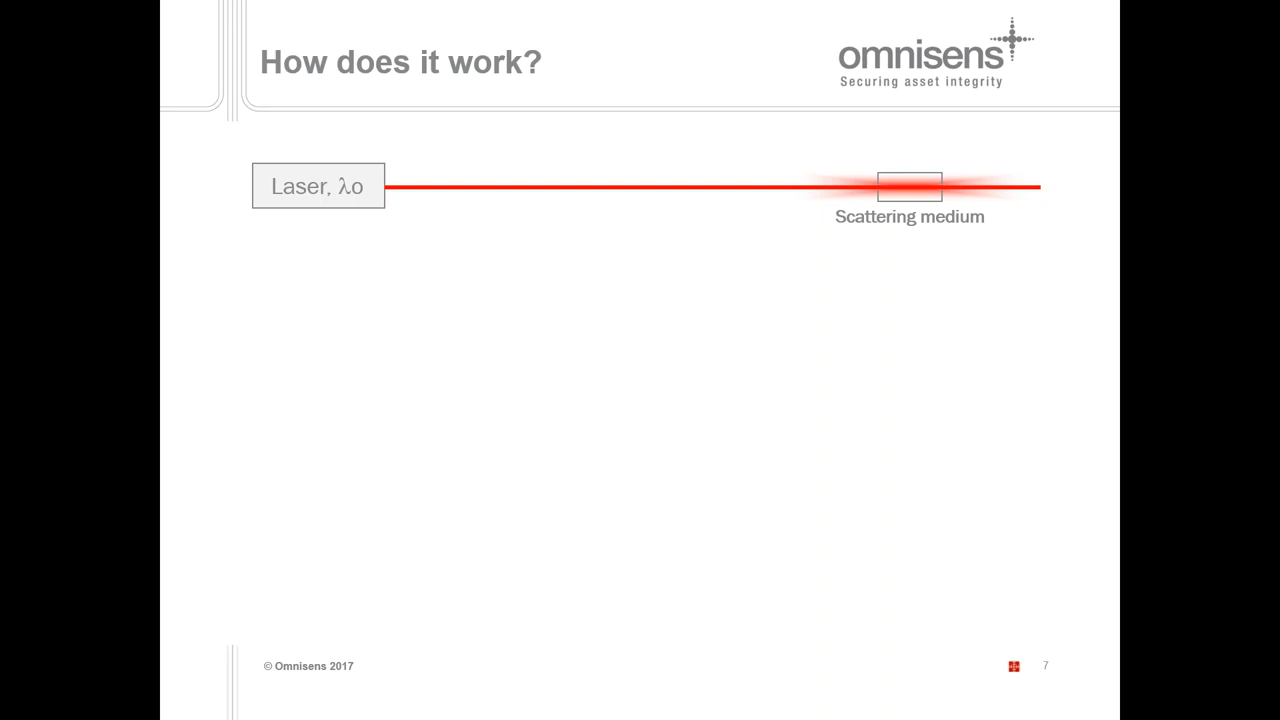 How does it work?
omnisens
Securing asset integrity
Laser, λo
Scattering medium
© Omnisens 2017
7